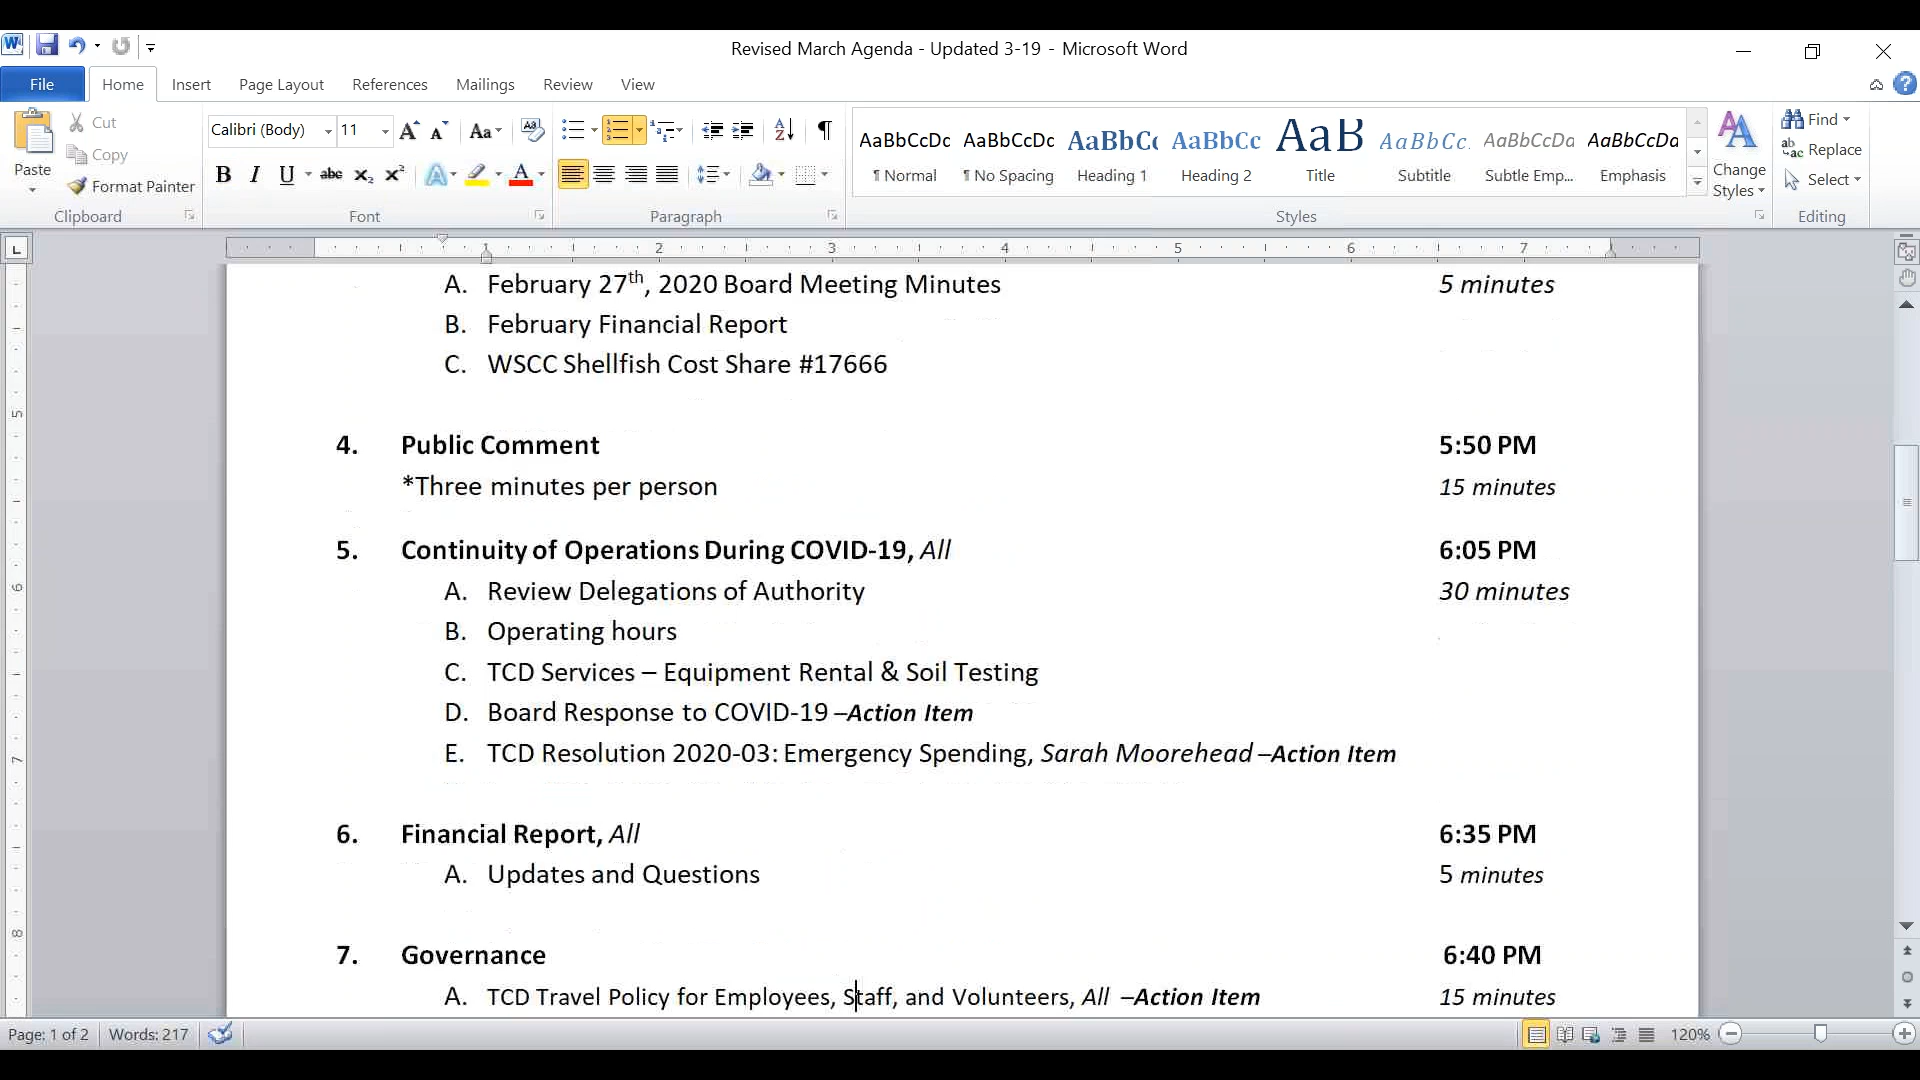 Revised March Agenda - Updated 3-19 - Microsoft Word
File Home Insert Page Layout References Mailings Review View
Paste
Cut
Copy
Format Painter
Clipboard
Calibri (Body) 11
Font
Paragraph
AaBbCcDc AaBbCcDc AaBbCc AaBbCc AaB AaBbCc. AaBbCcDa AaBbCcDa
¶ Normal ¶ No Spacing Heading 1 Heading 2 Title Subtitle Subtle Emp... Emphasis
Styles
Change Styles
Find
Replace
Select
Editing
1 2 3 4 5 6 7
A. February 27th, 2020 Board Meeting Minutes 5 minutes
B. February Financial Report
C. WSCC Shellfish Cost Share #17666
4. Public Comment 5:50 PM
*Three minutes per person 15 minutes
5. Continuity of Operations During COVID-19, All 6:05 PM
A. Review Delegations of Authority 30 minutes
B. Operating hours
C. TCD Services – Equipment Rental & Soil Testing
D. Board Response to COVID-19 –Action Item
E. TCD Resolution 2020-03: Emergency Spending, Sarah Moorehead –Action Item
6. Financial Report, All 6:35 PM
A. Updates and Questions 5 minutes
7. Governance 6:40 PM
A. TCD Travel Policy for Employees, Staff, and Volunteers, All –Action Item 15 minutes
Page: 1 of 2 Words: 217 120%